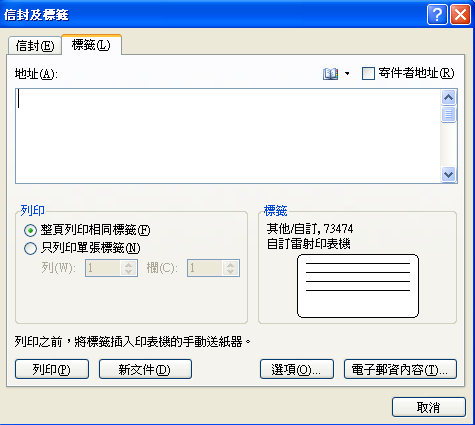 信封及標籤
信封(E) 標籤(L)
地址(A): 寄件者地址(R)
列印
整頁列印相同標籤(F)
只列印單張標籤(N)
列(W): 1 欄(C): 1
標籤
其他/自訂, 73474
自訂雷射印表機
列印之前，將標籤插入印表機的手動送紙器。
列印(P) 新文件(D) 選項(O)... 電子郵資內容(T)...
取消